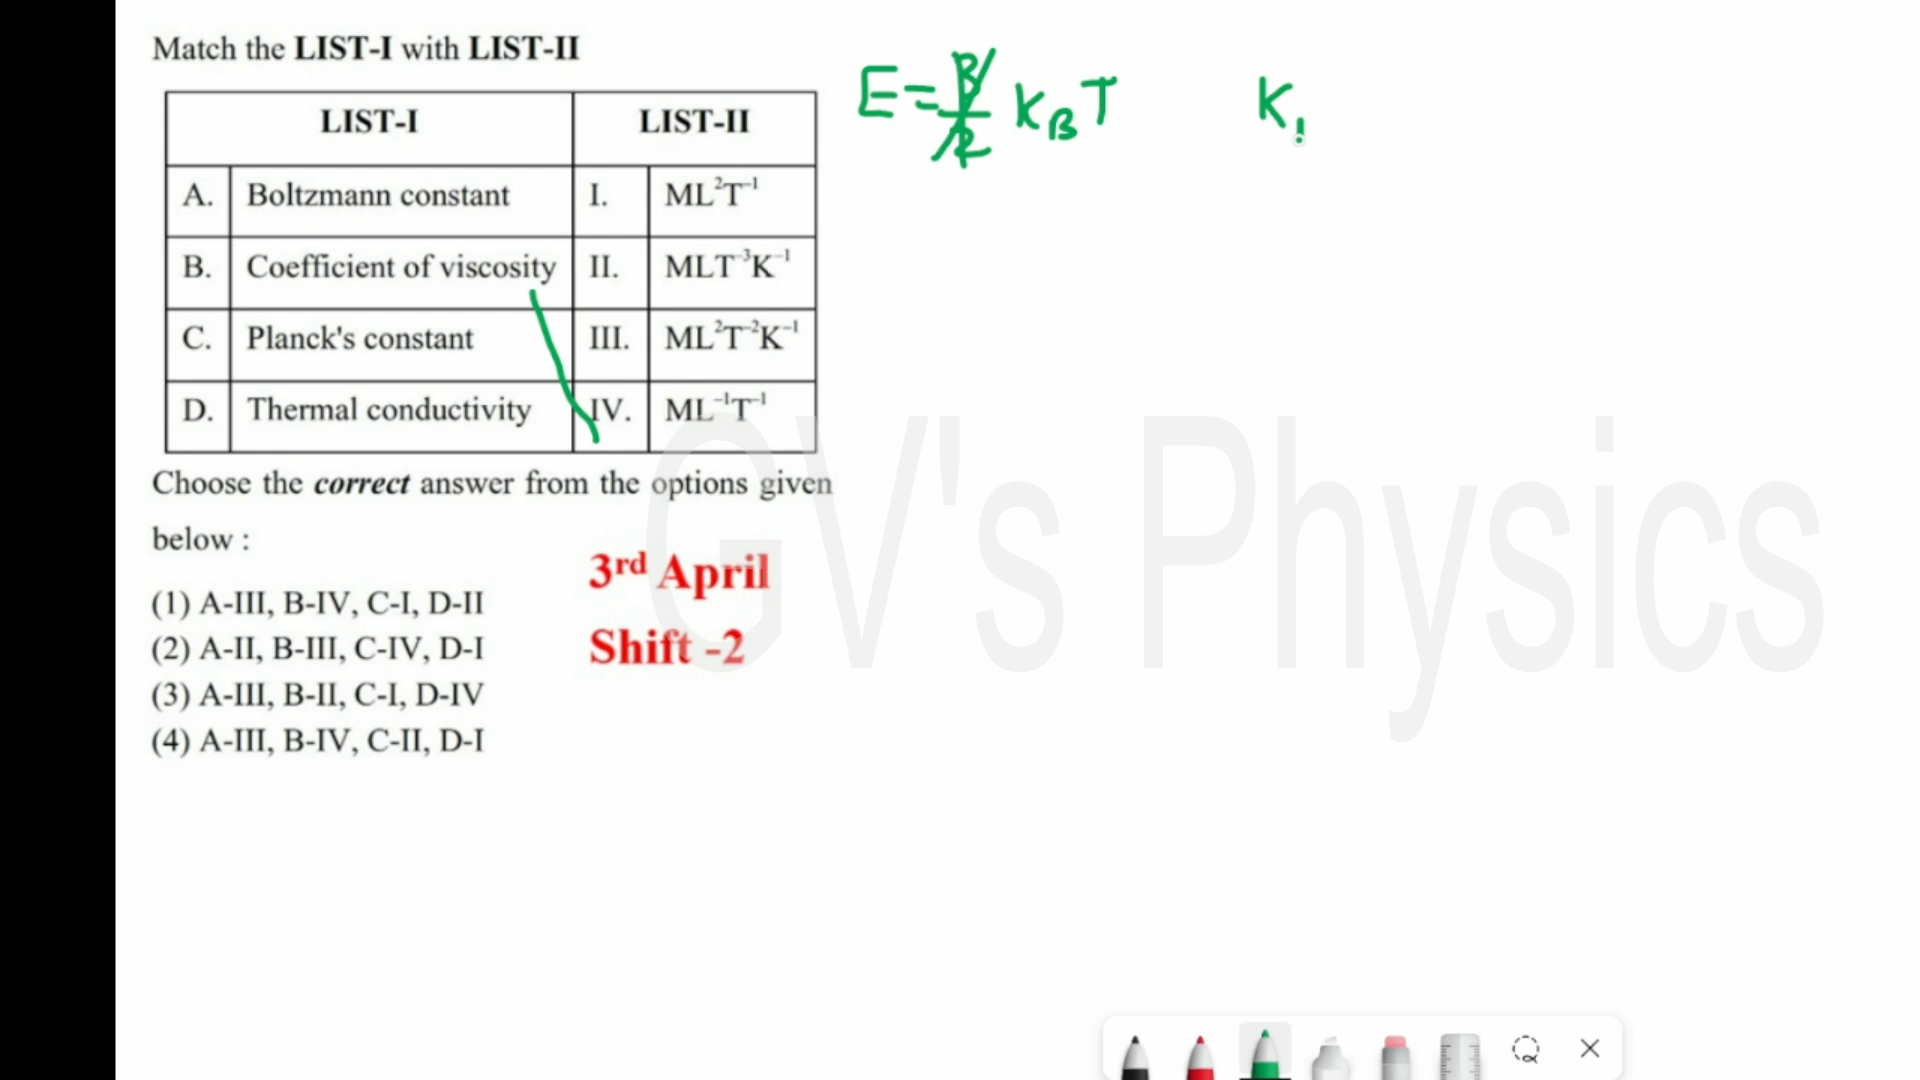 Match the LIST-I with LIST-II
LIST-I LIST-II
A. Boltzmann constant I. ML²T⁻¹
B. Coefficient of viscosity II. MLT⁻³K⁻¹
C. Planck's constant III. ML²T⁻²K⁻¹
D. Thermal conductivity IV. ML⁻¹T⁻¹
Choose the correct answer from the options given
below :
(1) A-III, B-IV, C-I, D-II
(2) A-II, B-III, C-IV, D-I
(3) A-III, B-II, C-I, D-IV
(4) A-III, B-IV, C-II, D-I
3rd April
Shift -2
E = 3/2 K_B T
K
GV's Physics